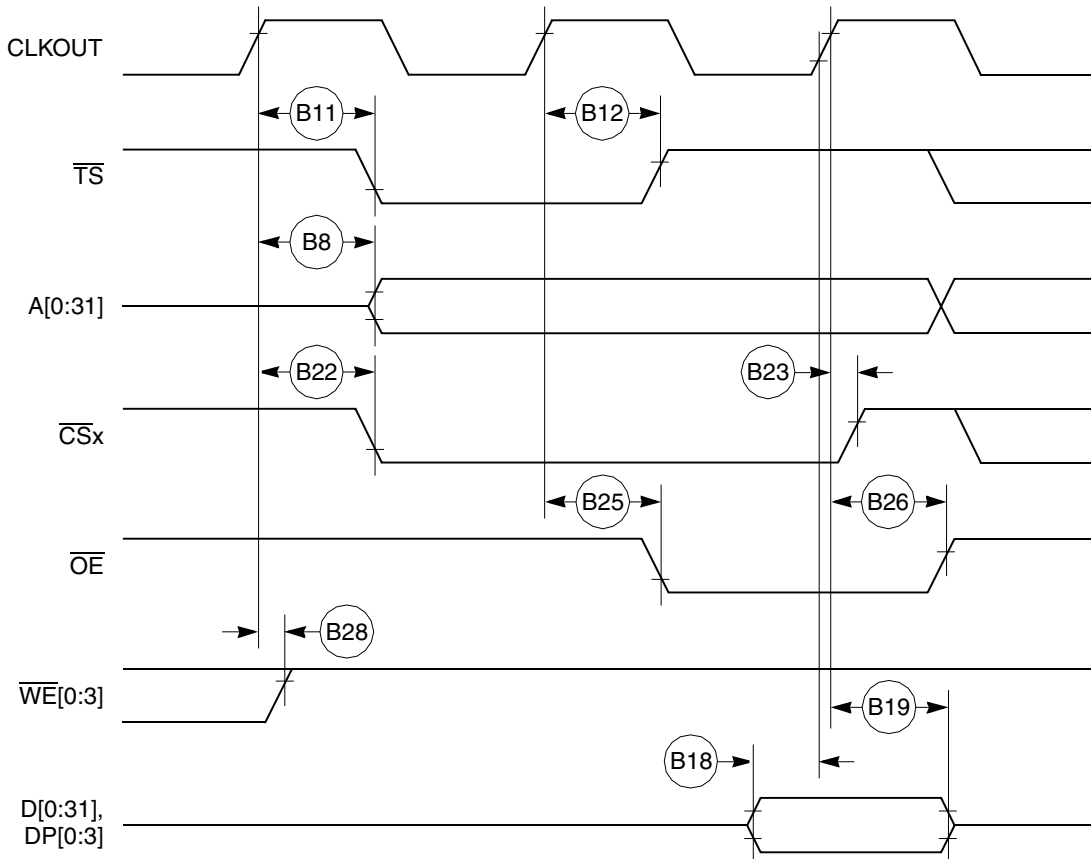 CLKOUT
B11
B12
TS
B8
A[0:31]
B22
B23
CSx
B25
B26
OE
B28
WE[0:3]
B19
B18
D[0:31],
DP[0:3]